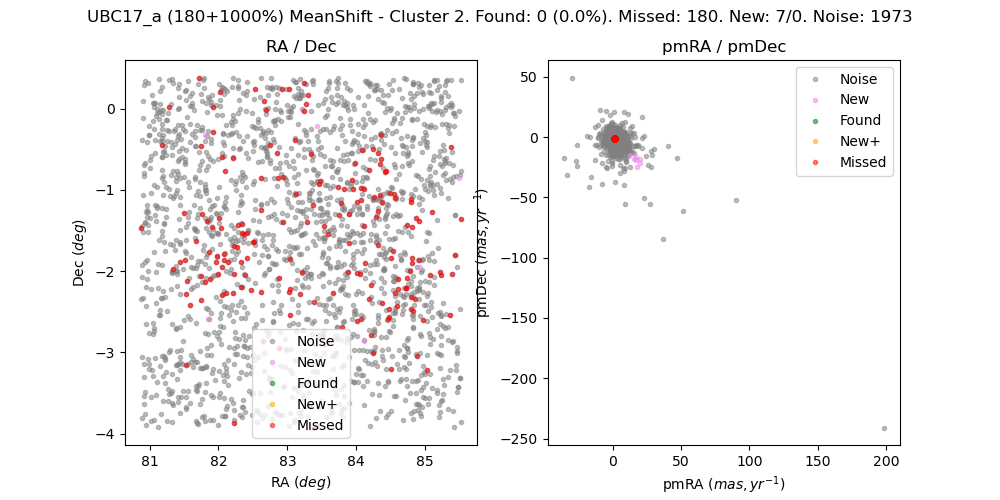 UBC17_a (180+1000%) MeanShift - Cluster 2. Found: 0 (0.0%). Missed: 180. New: 7/0. Noise: 1973
RA / Dec
0
−1
−2
−3
−4
Dec (deg)
81
82
83
84
85
RA (deg)
Noise
New
Found
New+
Missed
pmRA / pmDec
50
0
−50
−100
−150
−200
−250
pmDec (mas, yr⁻¹)
0
50
100
150
200
pmRA (mas, yr⁻¹)
Noise
New
Found
New+
Missed